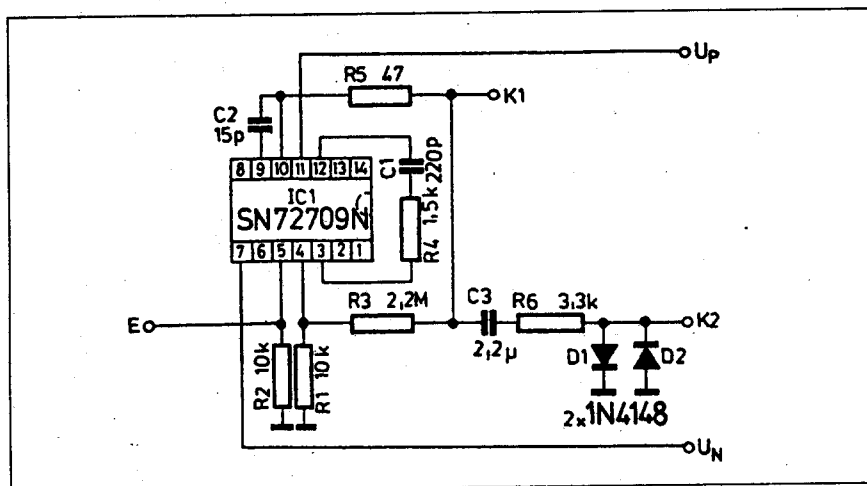 U_P
R5 47
K1
C2
15p
8 9 10 11 12 13 14
C1
220p
IC1
SN72709N
R4 1,5k
7 6 5 4 3 2 1
R3 2,2M
C3
2,2µ
R6 3,3k
K2
E
R2 10k
R1 10k
D1
D2
2x1N4148
U_N